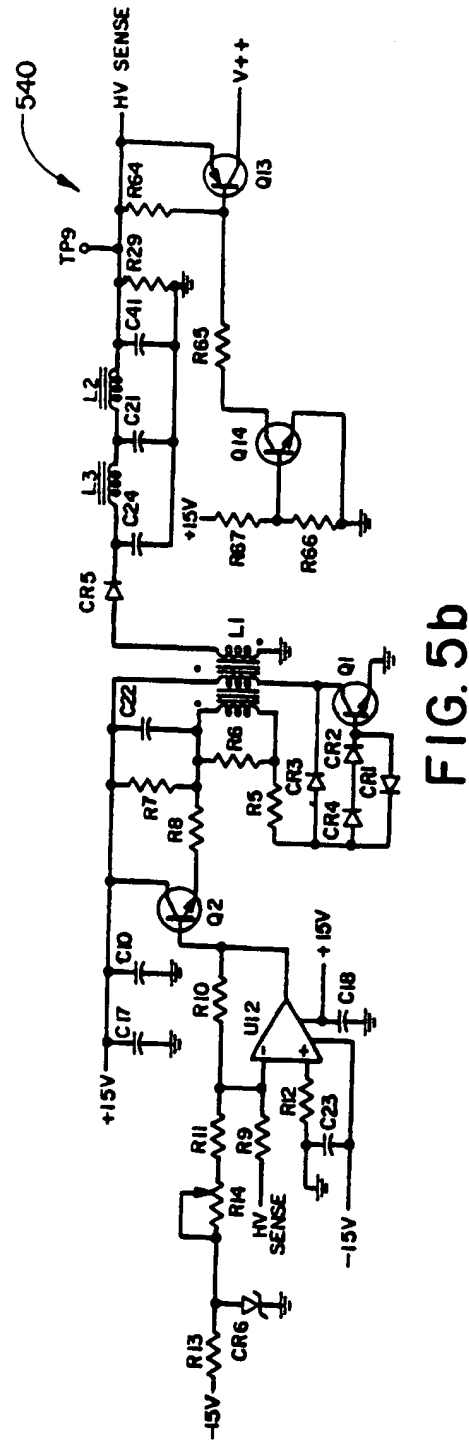 540
TP9
L3
L2
HV SENSE
CR5
C24
C21
C41
R29
R64
+15V
C17
C10
R7
C22
L1
Q13
V++
R8
R6
R65
Q2
+15V
Q14
R67
R66
-15V
R13
R14
R11
R10
R5
CR3
CR6
HV
SENSE
R9
U12
CR4
CR2
CR1
Q1
R12
C23
+15V
C18
-15V
FIG. 5b